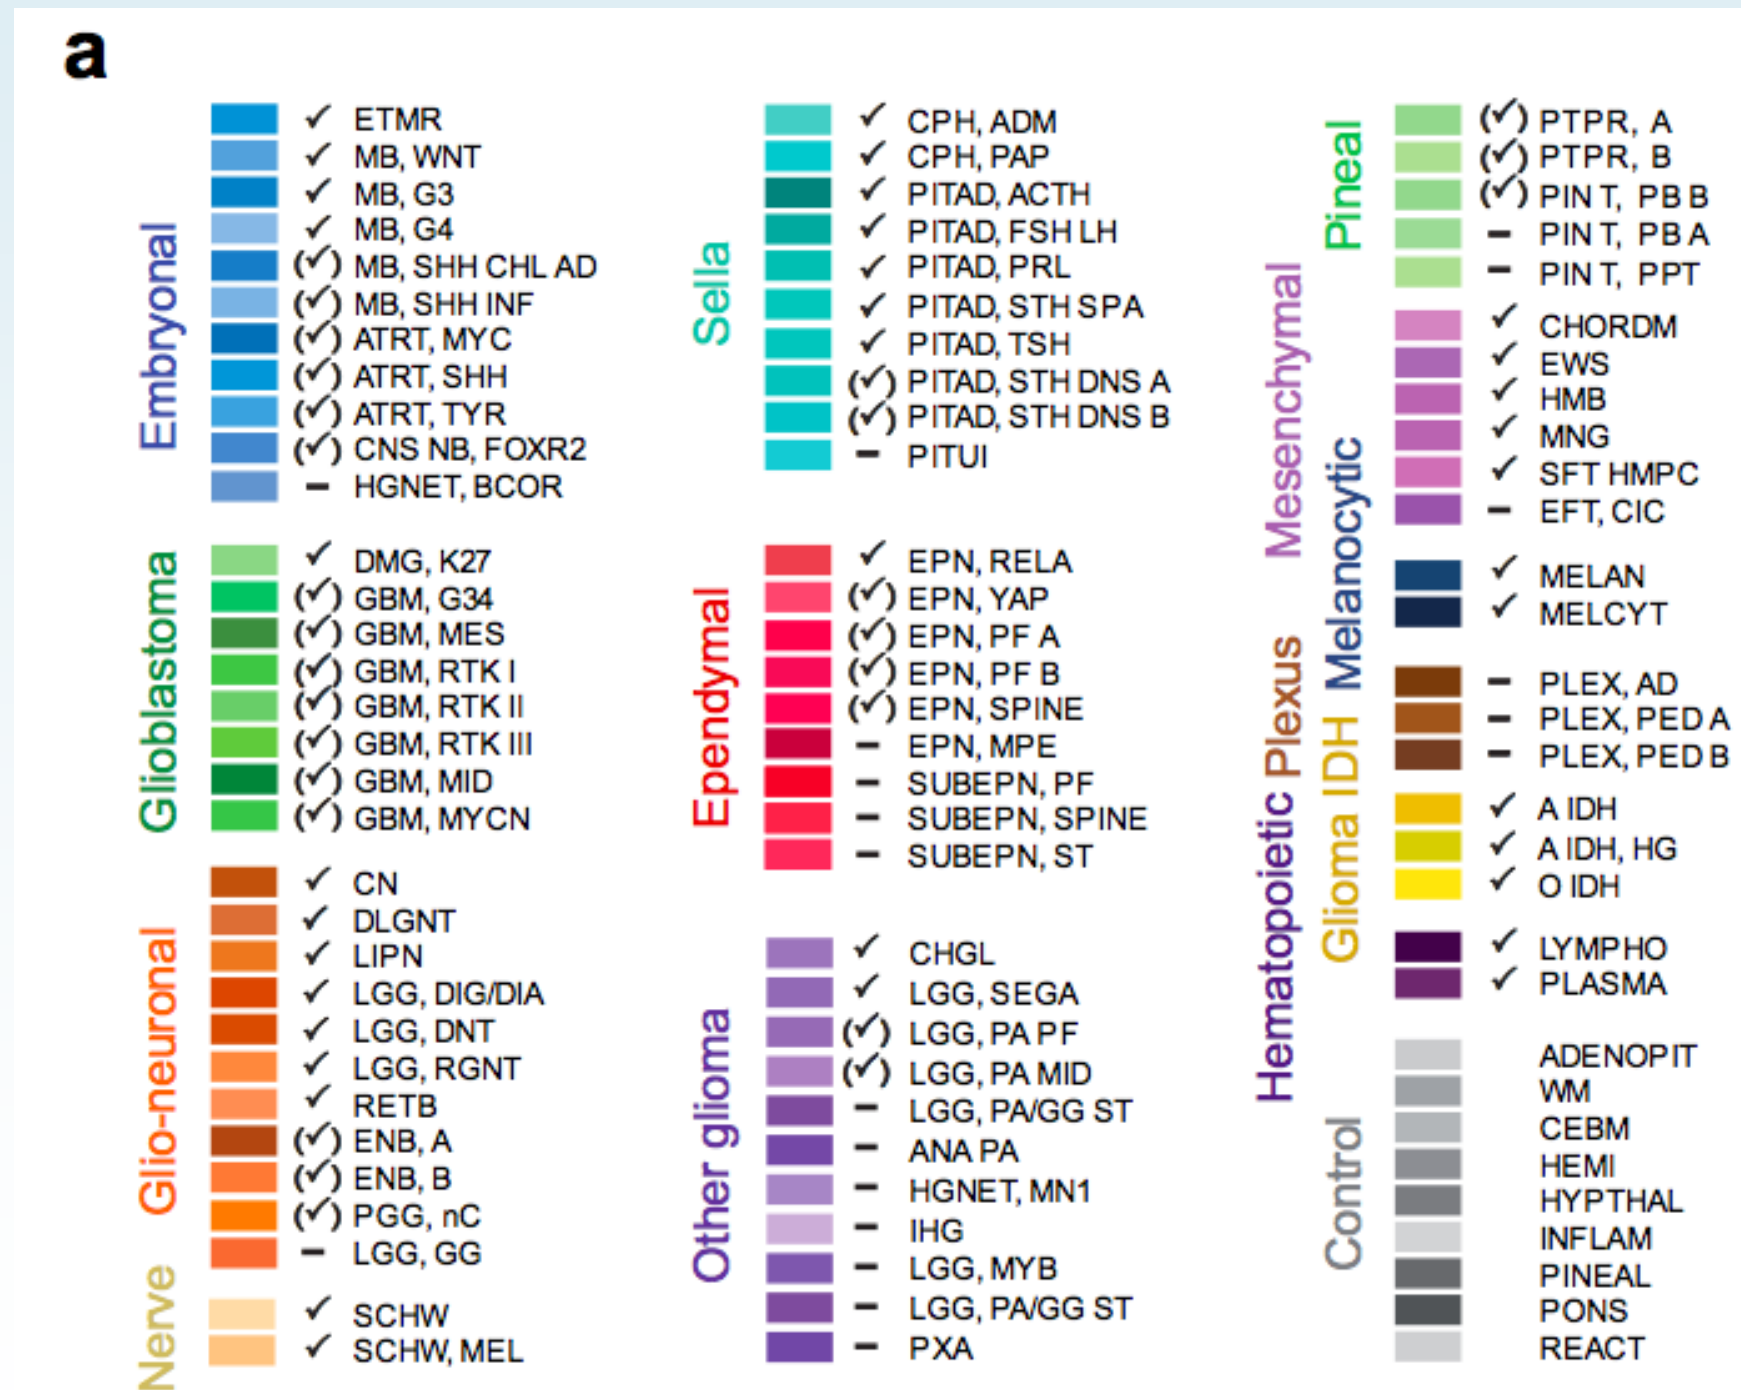 a
Embryonal
✓ ETMR
✓ MB, WNT
✓ MB, G3
✓ MB, G4
(✓) MB, SHH CHL AD
(✓) MB, SHH INF
(✓) ATRT, MYC
(✓) ATRT, SHH
(✓) ATRT, TYR
(✓) CNS NB, FOXR2
– HGNET, BCOR
Glioblastoma
✓ DMG, K27
(✓) GBM, G34
(✓) GBM, MES
(✓) GBM, RTK I
(✓) GBM, RTK II
(✓) GBM, RTK III
(✓) GBM, MID
(✓) GBM, MYCN
Glio-neuronal
✓ CN
✓ DLGNT
✓ LIPN
✓ LGG, DIG/DIA
✓ LGG, DNT
✓ LGG, RGNT
✓ RETB
(✓) ENB, A
(✓) ENB, B
(✓) PGG, nC
– LGG, GG
Nerve
✓ SCHW
✓ SCHW, MEL
Sella
✓ CPH, ADM
✓ CPH, PAP
✓ PITAD, ACTH
✓ PITAD, FSH LH
✓ PITAD, PRL
✓ PITAD, STH SPA
✓ PITAD, TSH
(✓) PITAD, STH DNS A
(✓) PITAD, STH DNS B
– PITUI
Ependymal
✓ EPN, RELA
(✓) EPN, YAP
(✓) EPN, PF A
(✓) EPN, PF B
(✓) EPN, SPINE
– EPN, MPE
– SUBEPN, PF
– SUBEPN, SPINE
– SUBEPN, ST
Other glioma
✓ CHGL
✓ LGG, SEGA
(✓) LGG, PA PF
(✓) LGG, PA MID
– LGG, PA/GG ST
– ANA PA
– HGNET, MN1
– IHG
– LGG, MYB
– LGG, PA/GG ST
– PXA
Pineal
(✓) PTPR, A
(✓) PTPR, B
(✓) PIN T, PB B
– PIN T, PB A
– PIN T, PPT
Mesenchymal
✓ CHORDM
✓ EWS
✓ HMB
✓ MNG
✓ SFT HMPC
– EFT, CIC
Melanocytic
✓ MELAN
✓ MELCYT
Plexus
– PLEX, AD
– PLEX, PED A
– PLEX, PED B
Glioma IDH
✓ A IDH
✓ A IDH, HG
✓ O IDH
Hematopoietic
✓ LYMPHO
✓ PLASMA
Control
ADENOPIT
WM
CEBM
HEMI
HYPTHAL
INFLAM
PINEAL
PONS
REACT